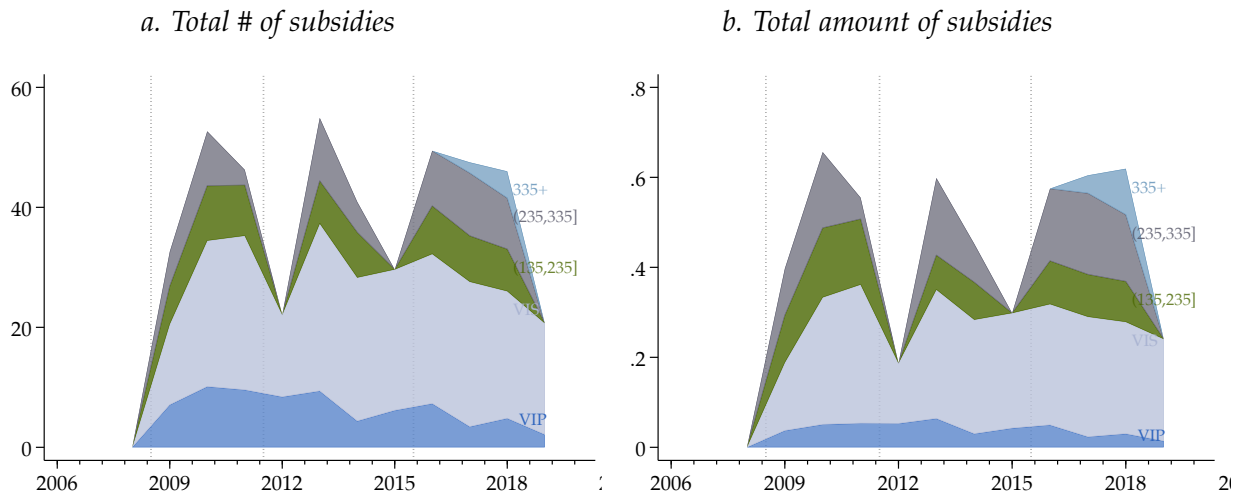 a. Total # of subsidies
60
40
20
0
335+
(235,335]
(135,235]
VIS
VIP
2006 2009 2012 2015 2018 2
b. Total amount of subsidies
.8
.6
.4
.2
0
335+
(235,335]
(135,235]
VIS
VIP
2006 2009 2012 2015 2018 20